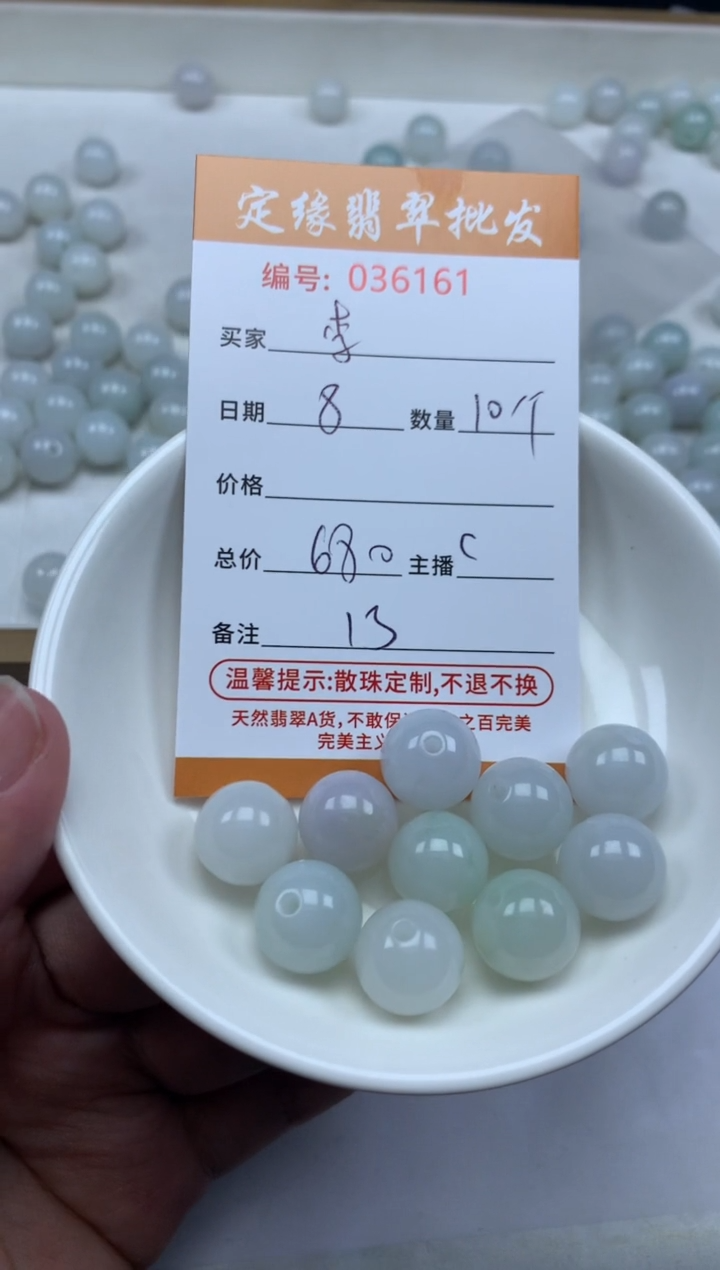 定缘翡翠批发
编号: 036161
买家 李
日期 8 数量 10个
价格
总价 680 主播 C
备注 13
温馨提示:散珠定制,不退不换
天然翡翠A货,不敢保 之百完美
完美主义